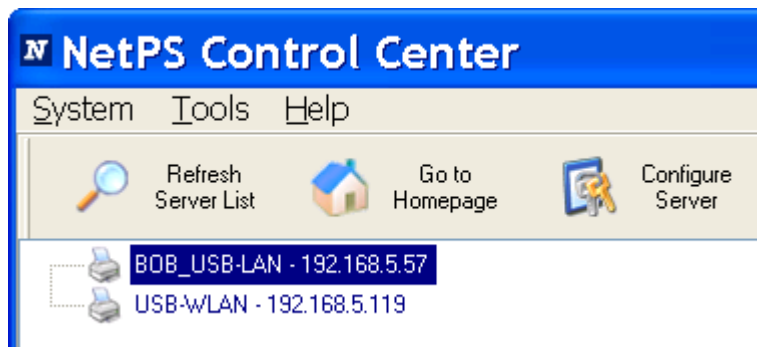 N NetPS Control Center
System Tools Help
Refresh Server List
Go to Homepage
Configure Server
BOB_USB-LAN - 192.168.5.57
USB-WLAN - 192.168.5.119